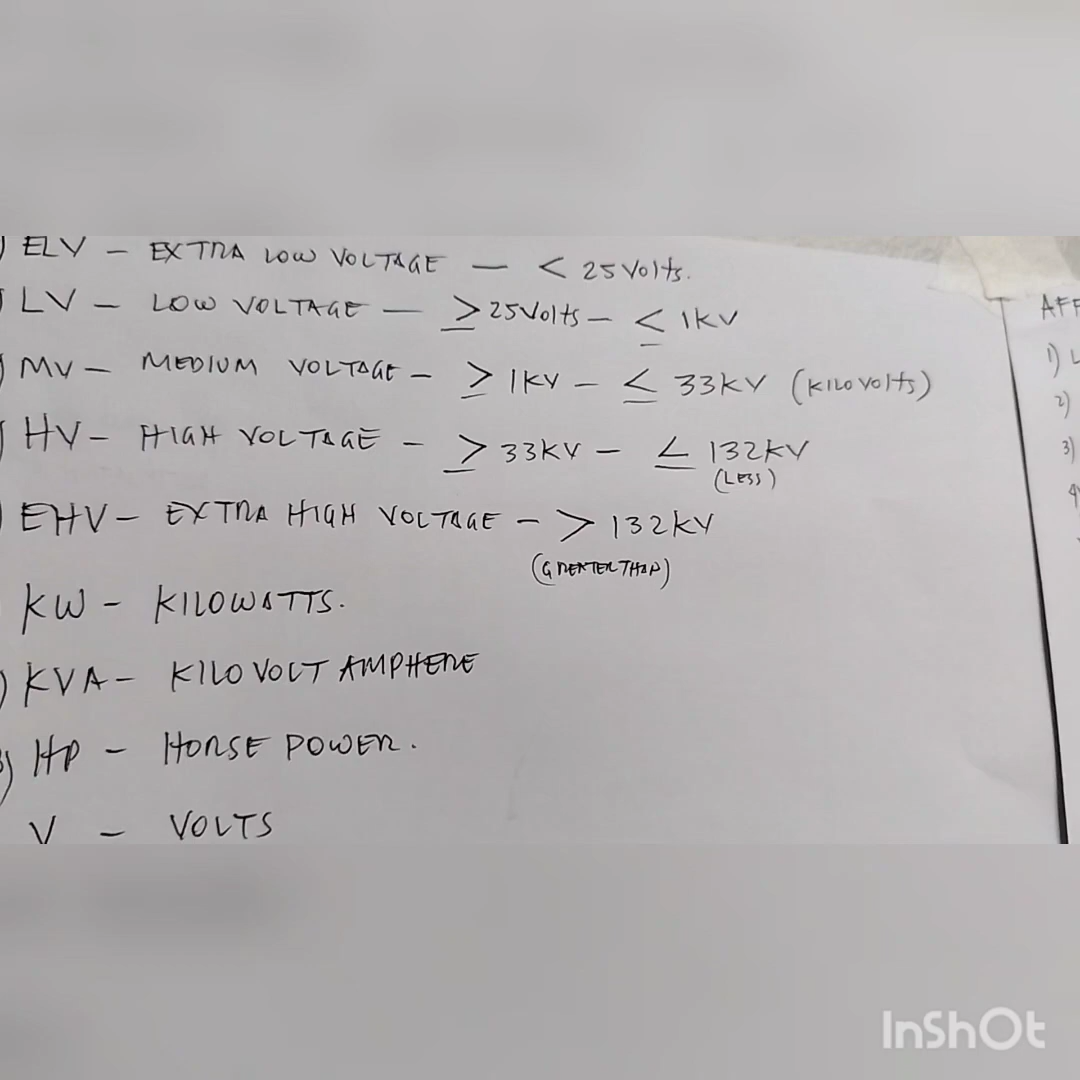 ) ELV - EXTRA LOW VOLTAGE - < 25 Volts.
) LV - LOW VOLTAGE - ≥ 25 Volts - ≤ 1KV
) MV - MEDIUM VOLTAGE - ≥ 1KV - ≤ 33KV (KILO Volts)
) HV - HIGH VOLTAGE - ≥ 33KV - ≤ 132KV
(LESS)
) EHV - EXTRA HIGH VOLTAGE - > 132KV
(GREATER THAN)
KW - KILOWATTS.
) KVA - KILO VOLT AMPHERE
) HP - HORSE POWER.
V - VOLTS
AFF
1) L
2)
3)
4)
InShOt